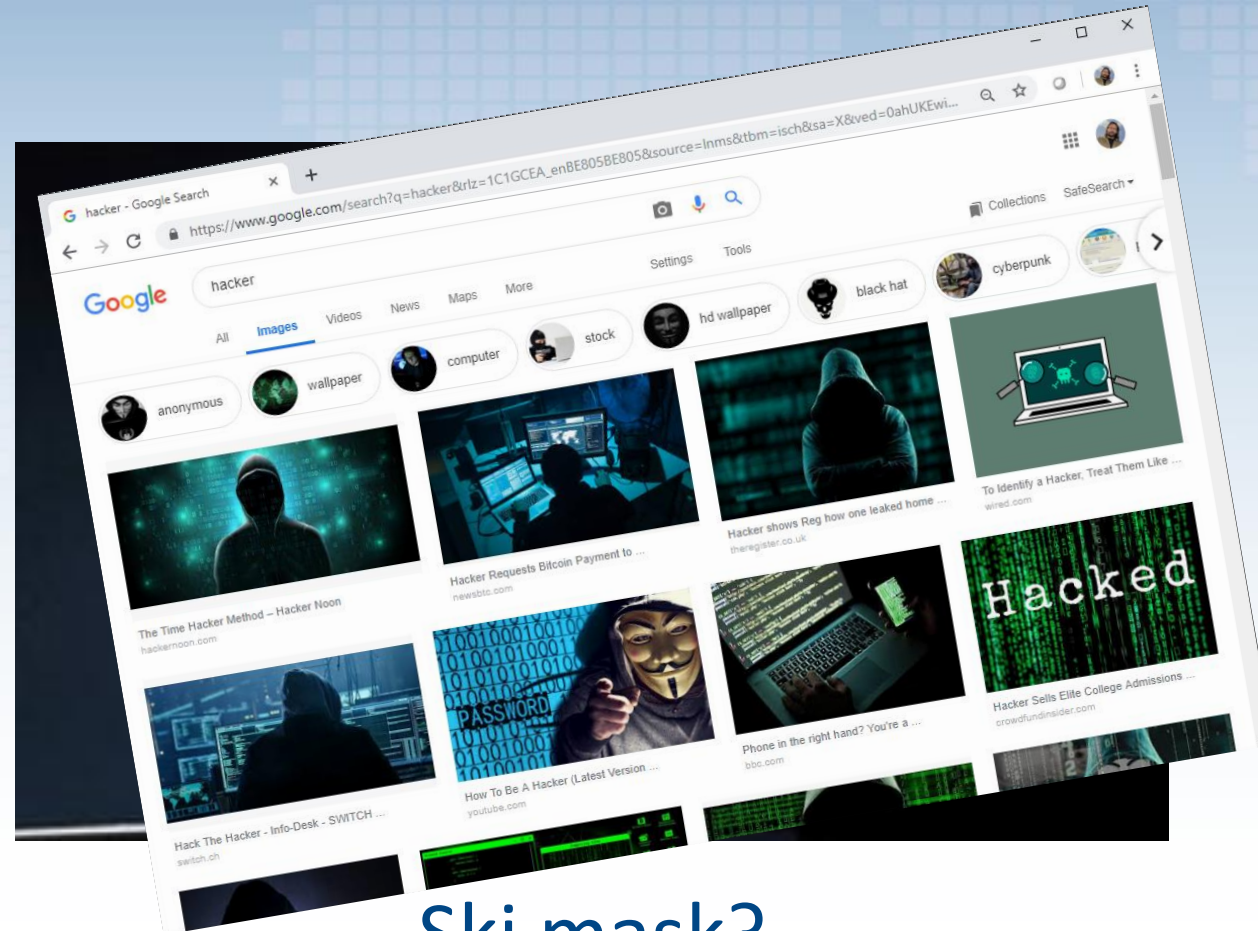 hacker - Google Search
https://www.google.com/search?q=hacker&rlz=1C1GCEA_enBE805BE805&source=lnms&tbm=isch&sa=X&ved=0ahUKEwi...
Google
hacker
Collections SafeSearch
All Images Videos News Maps More Settings Tools
anonymous wallpaper computer stock hd wallpaper black hat cyberpunk
The Time Hacker Method – Hacker Noon
hackernoon.com
Hacker Requests Bitcoin Payment to ...
newsbtc.com
Hacker shows Reg how one leaked home ...
theregister.co.uk
To Identify a Hacker, Treat Them Like ...
wired.com
PASSWORD
Hacked
Hack The Hacker - Info-Desk - SWITCH ...
switch.ch
How To Be A Hacker (Latest Version ...
youtube.com
Phone in the right hand? You're a ...
bbc.com
Hacker Sells Elite College Admissions ...
crowdfundinsider.com
Ski mask?